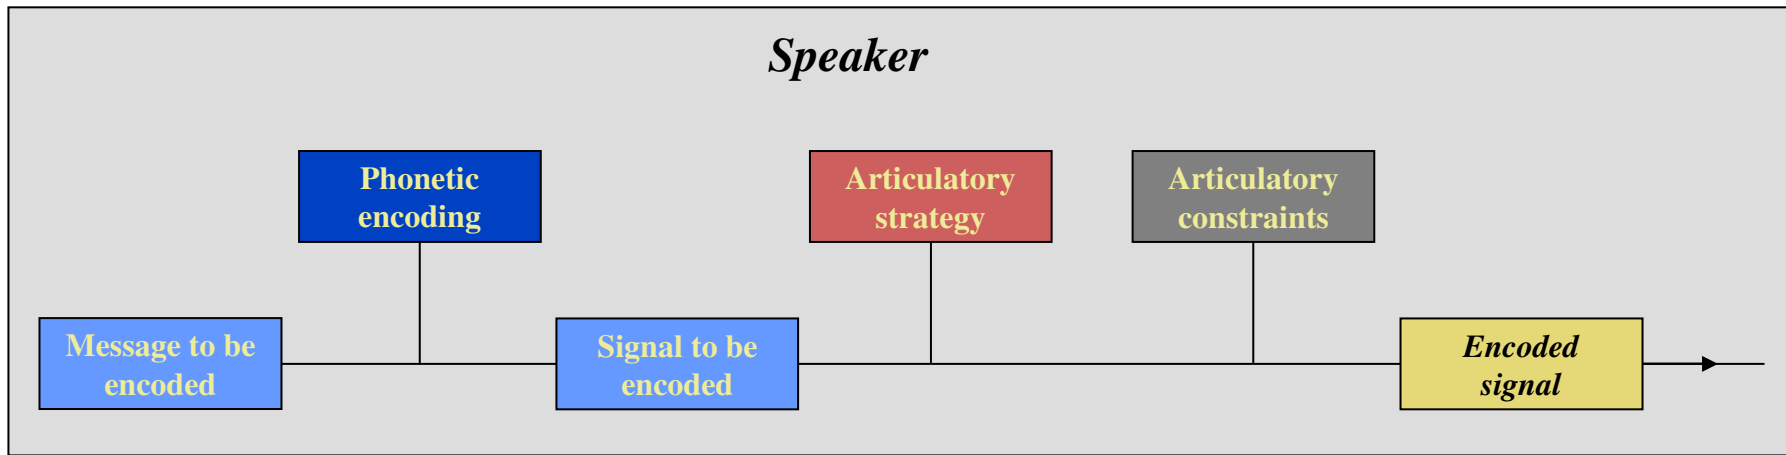 Speaker
Phonetic
encoding
Articulatory
strategy
Articulatory
constraints
Message to be
encoded
Signal to be
encoded
Encoded
signal